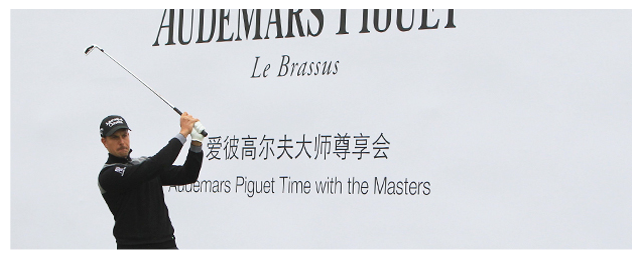 AUDEMARS PIGUET
Le Brassus
爱彼高尔夫大师尊享会
Audemars Piguet Time with the Masters